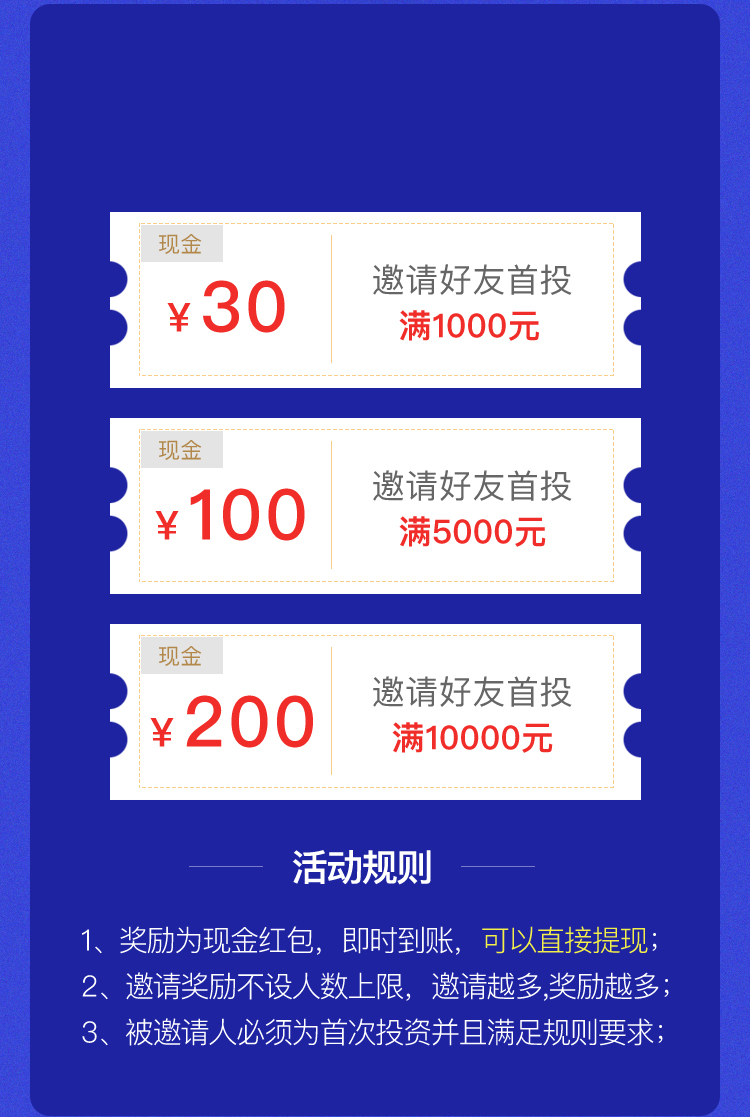 现金
¥30
邀请好友首投
满1000元
现金
¥100
邀请好友首投
满5000元
现金
¥200
邀请好友首投
满10000元
活动规则
1、奖励为现金红包，即时到账，可以直接提现；
2、邀请奖励不设人数上限，邀请越多,奖励越多；
3、被邀请人必须为首次投资并且满足规则要求；